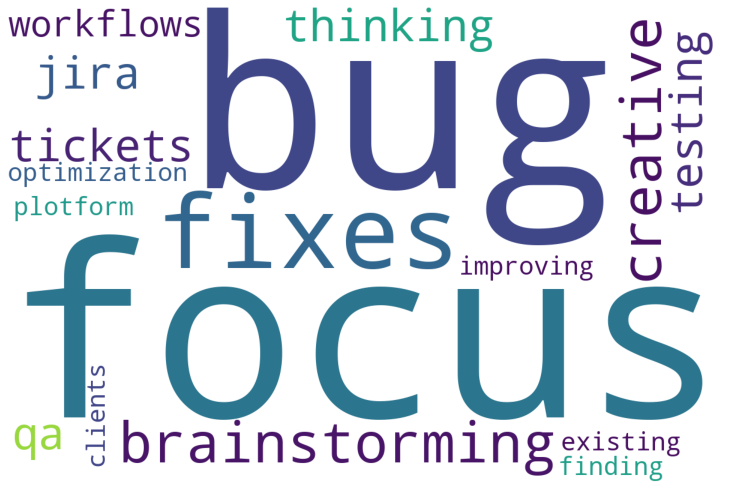 workflows
thinking
bug
creative
testing
jira
tickets
optimization
plotform
fixes
improving
focus
clients
qa
brainstorming
existing
finding